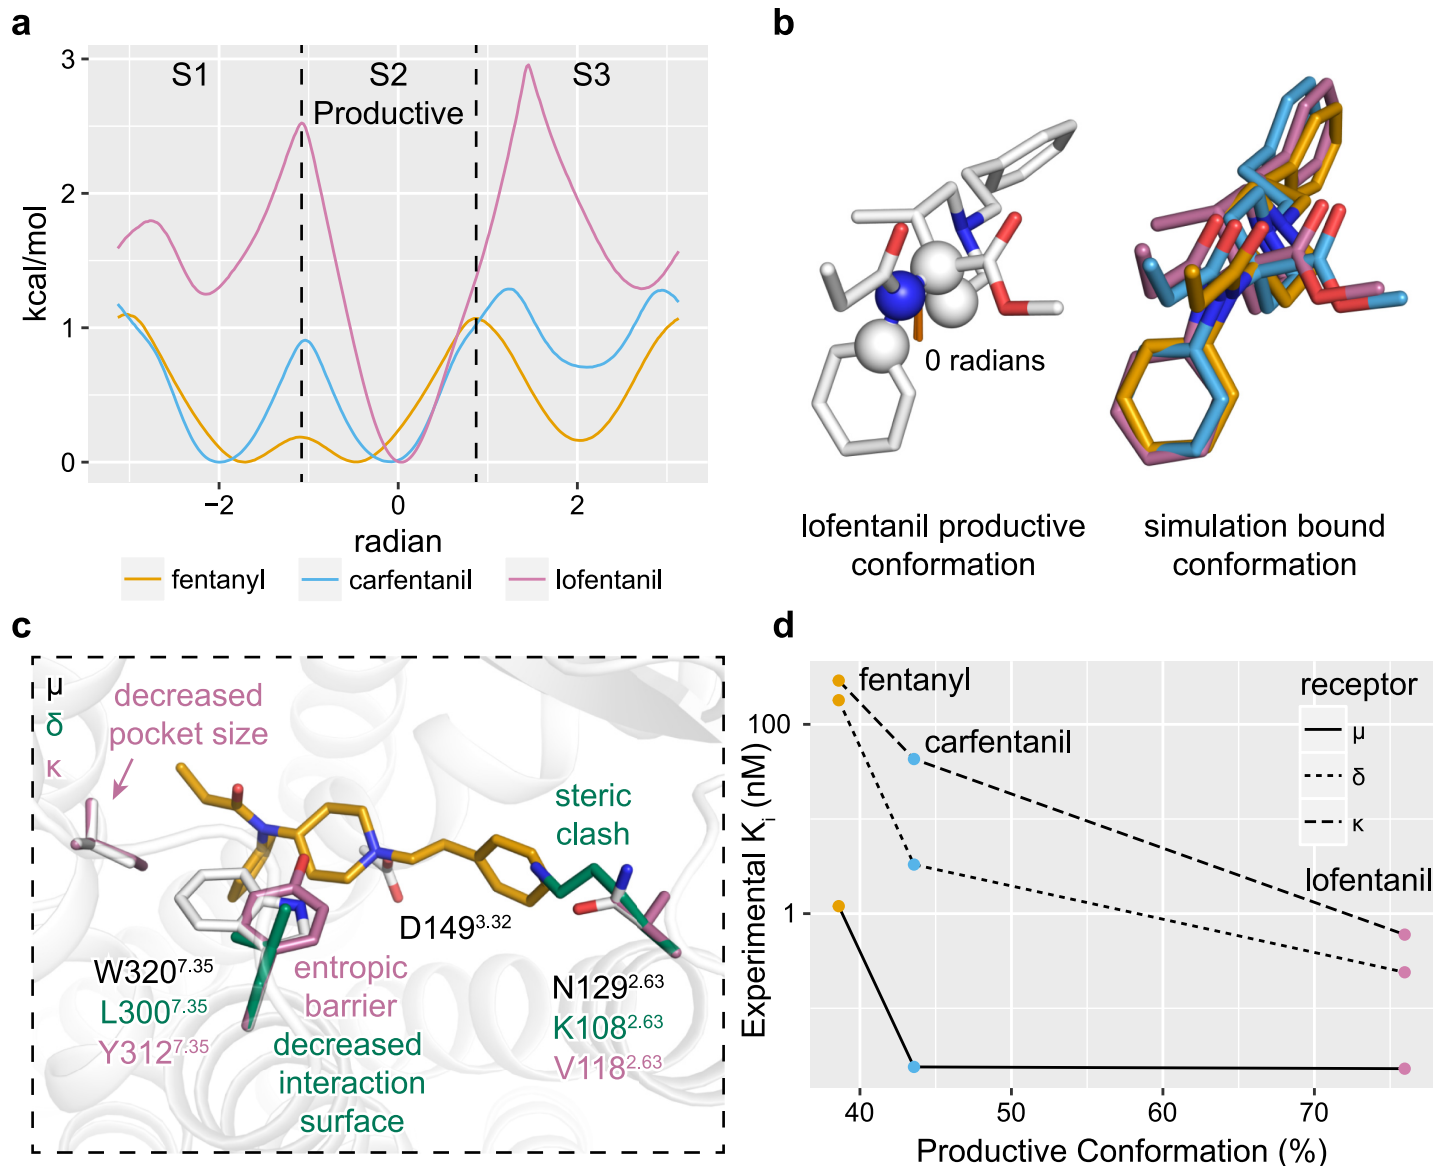 a
3
2
1
0
kcal/mol
S1
S2
S3
Productive
−2
0
2
radian
fentanyl
carfentanil
lofentanil
b
0 radians
lofentanil productive
conformation
simulation bound
conformation
c
μ
δ
κ
decreased
pocket size
steric
clash
D149^3.32
W320^7.35
L300^7.35
Y312^7.35
entropic
barrier
decreased
interaction
surface
N129^2.63
K108^2.63
V118^2.63
d
100
1
Experimental K_i (nM)
fentanyl
carfentanil
lofentanil
receptor
μ
δ
κ
40
50
60
70
Productive Conformation (%)